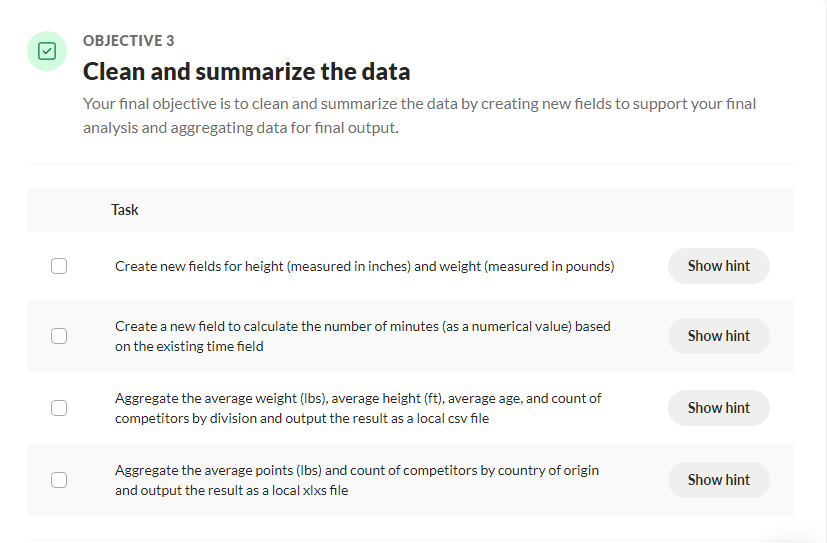 OBJECTIVE 3
Clean and summarize the data
Your final objective is to clean and summarize the data by creating new fields to support your final
analysis and aggregating data for final output.
Task
Create new fields for height (measured in inches) and weight (measured in pounds)
Show hint
Create a new field to calculate the number of minutes (as a numerical value) based
on the existing time field
Show hint
Aggregate the average weight (lbs), average height (ft), average age, and count of
competitors by division and output the result as a local csv file
Show hint
Aggregate the average points (lbs) and count of competitors by country of origin
and output the result as a local xlxs file
Show hint